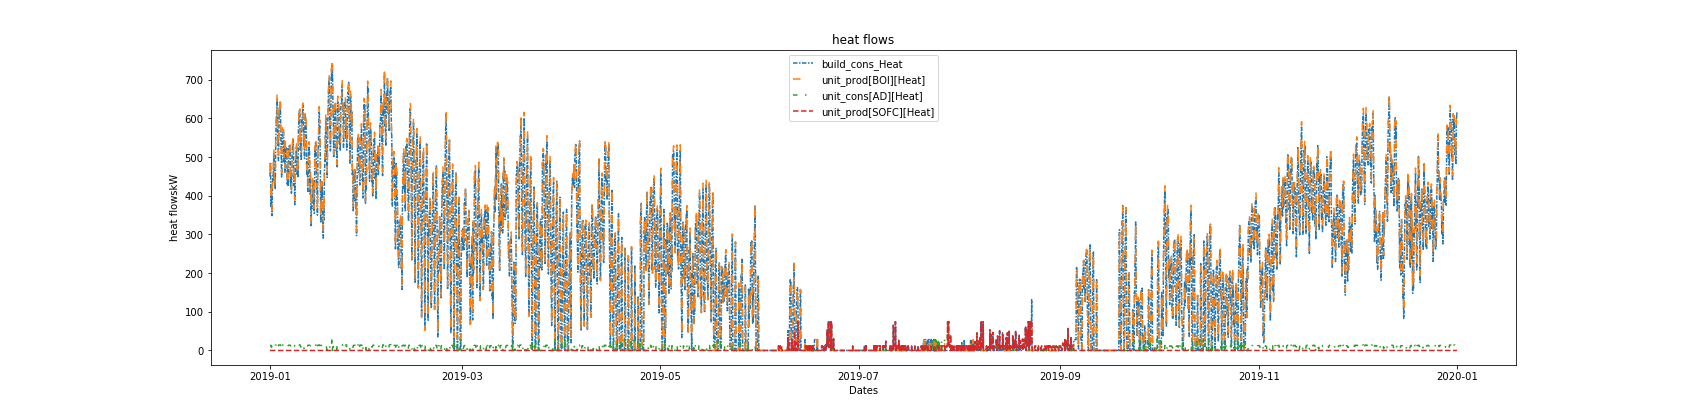 heat flows
build_cons_Heat
unit_prod[BOI][Heat]
unit_cons[AD][Heat]
unit_prod[SOFC][Heat]
heat flowskW
700
600
500
400
300
200
100
0
2019-01 2019-03 2019-05 2019-07 2019-09 2019-11 2020-01
Dates